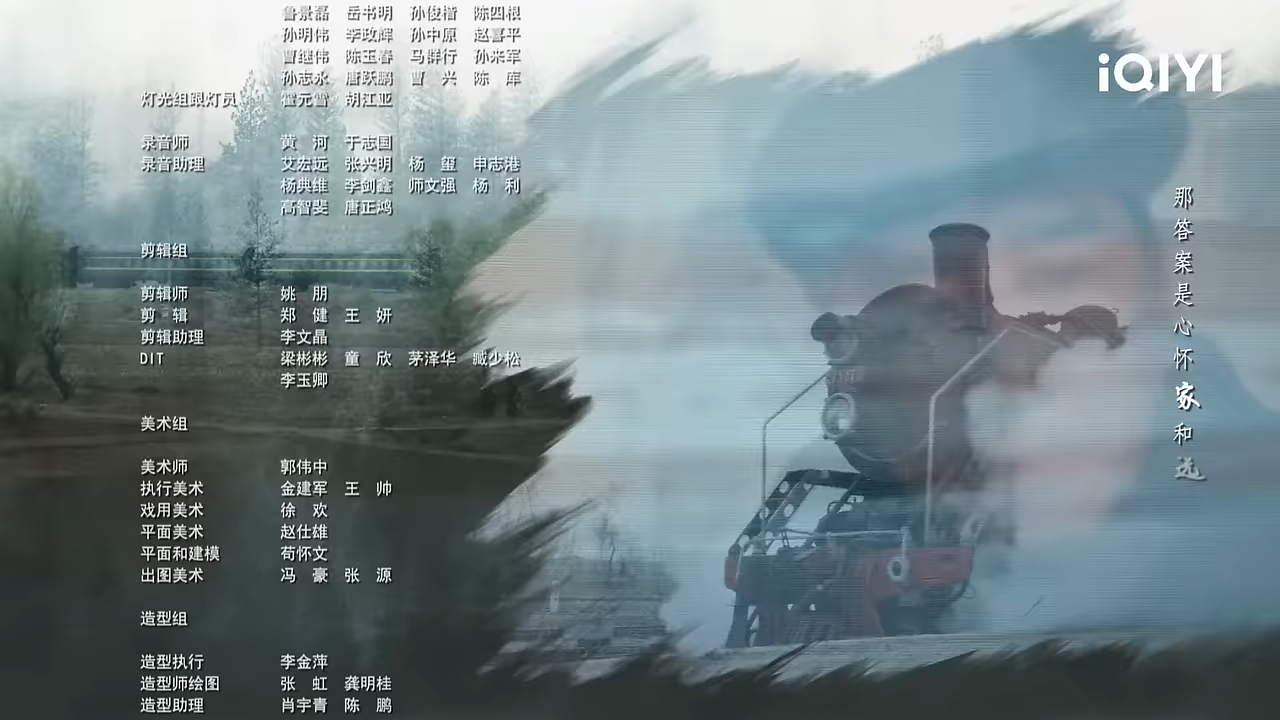 鲁景磊 岳书明 孙俊楷 陈四根
孙明伟 李政辉 孙中原 赵喜平
曹继伟 陈玉春 马群行 孙来军
孙志永 唐跃鹏 曹 兴 陈 库
灯光组跟灯员 霍元雪 胡江亚
录音师 黄 河 于志国
录音助理 艾宏远 张兴明 杨 玺 申志港
杨典维 李剑鑫 师文强 杨 利
高智斐 唐正鸿
剪辑组
剪辑师 姚 朋
剪 辑 郑 健 王 妍
剪辑助理 李文晶
DIT 梁彬彬 童 欣 茅泽华 臧少松
李玉卿
美术组
美术师 郭伟中
执行美术 金建军 王 帅
戏用美术 徐 欢
平面美术 赵仕雄
平面和建模 苟怀文
出图美术 冯 豪 张 源
造型组
造型执行 李金萍
造型师绘图 张 虹 龚明桂
造型助理 肖宇青 陈 鹏
iQIYI
那答案是心怀家和远